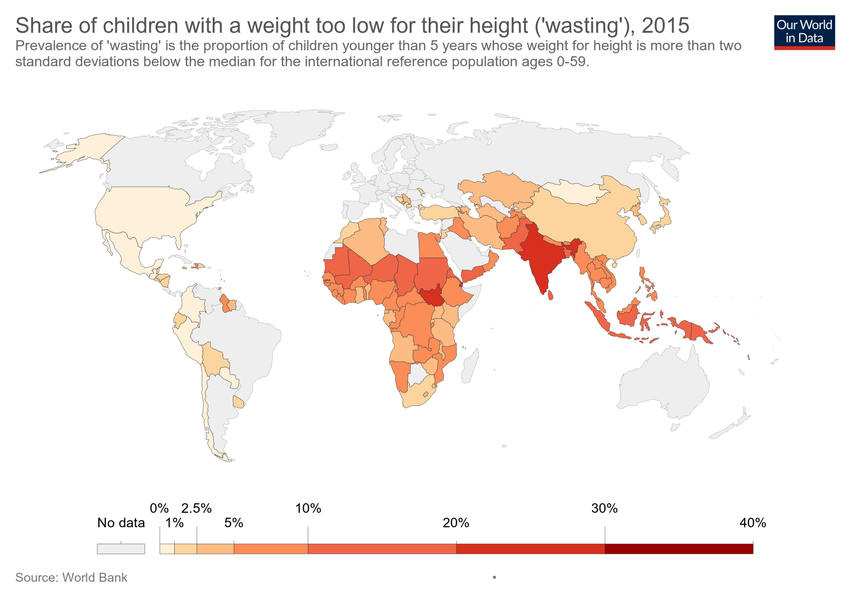 Share of children with a weight too low for their height ('wasting'), 2015
Our World
in Data
Prevalence of 'wasting' is the proportion of children younger than 5 years whose weight for height is more than two
standard deviations below the median for the international reference population ages 0-59.
0% 2.5% 10% 30%
No data 1% 5% 20% 40%
Source: World Bank